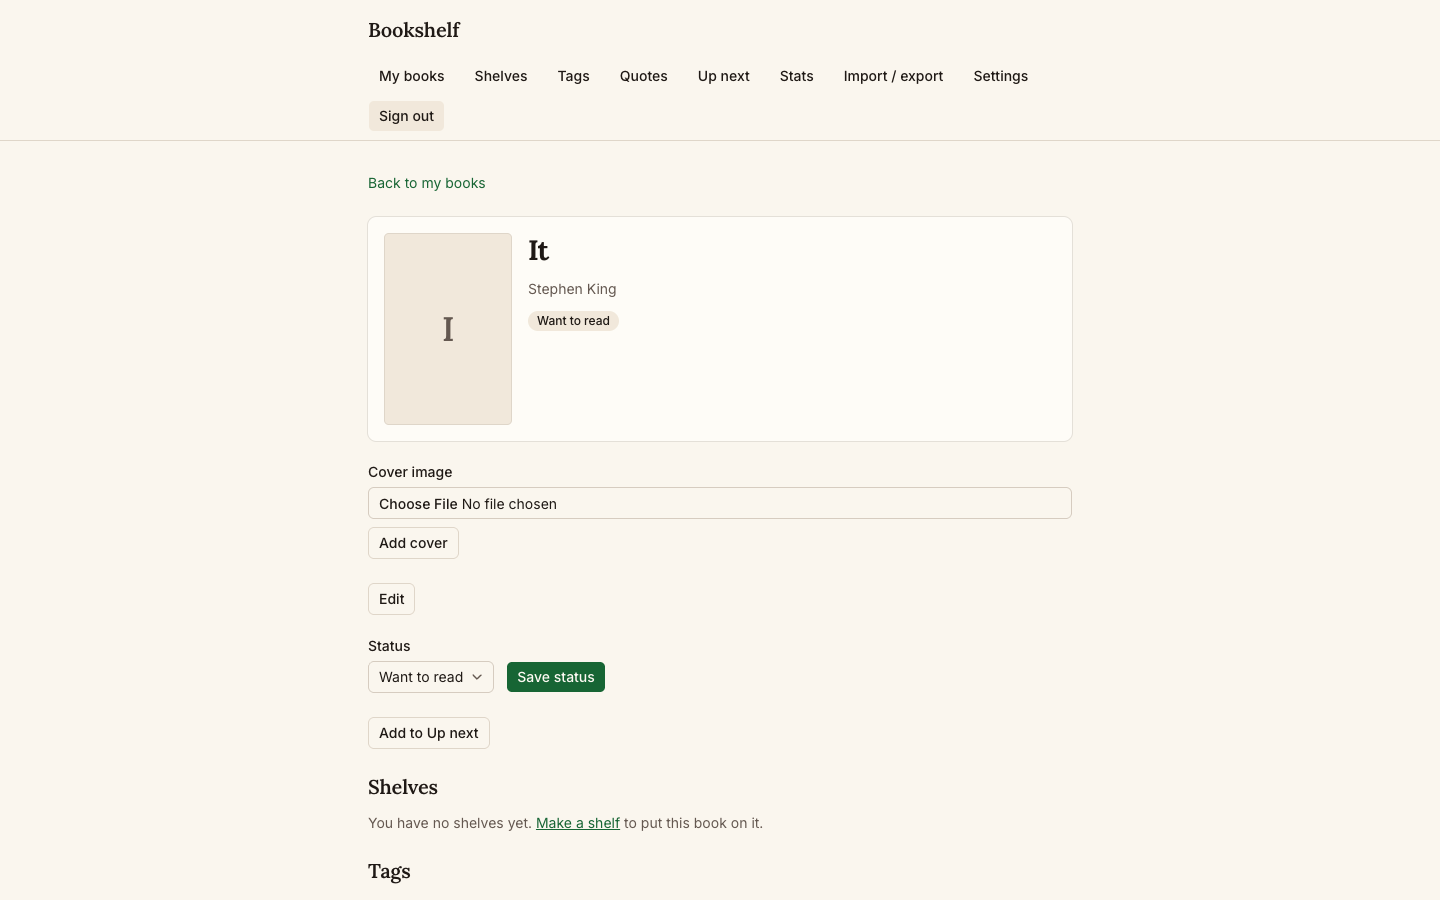 Bookshelf
My books Shelves Tags Quotes Up next Stats Import / export Settings
Sign out
Back to my books
I
It
Stephen King
Want to read
Cover image
Choose File No file chosen
Add cover
Edit
Status
Want to read Save status
Add to Up next
Shelves
You have no shelves yet. Make a shelf to put this book on it.
Tags